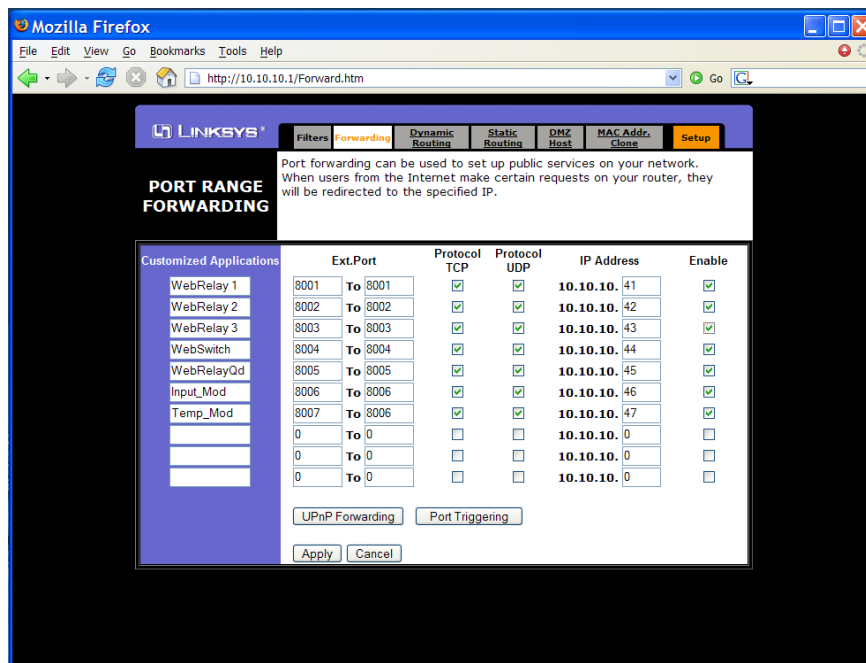 Mozilla Firefox
File Edit View Go Bookmarks Tools Help
http://10.10.10.1/Forward.htm Go G
LINKSYS® Filters Forwarding Dynamic Routing Static Routing DMZ Host MAC Addr. Clone Setup
PORT RANGE FORWARDING
Port forwarding can be used to set up public services on your network.
When users from the Internet make certain requests on your router, they
will be redirected to the specified IP.
Customized Applications Ext.Port Protocol TCP Protocol UDP IP Address Enable
WebRelay 1 8001 To 8001 10.10.10. 41
WebRelay 2 8002 To 8002 10.10.10. 42
WebRelay 3 8003 To 8003 10.10.10. 43
WebSwitch 8004 To 8004 10.10.10. 44
WebRelayQd 8005 To 8005 10.10.10. 45
Input_Mod 8006 To 8006 10.10.10. 46
Temp_Mod 8007 To 8006 10.10.10. 47
0 To 0 10.10.10. 0
0 To 0 10.10.10. 0
0 To 0 10.10.10. 0
UPnP Forwarding Port Triggering
Apply Cancel